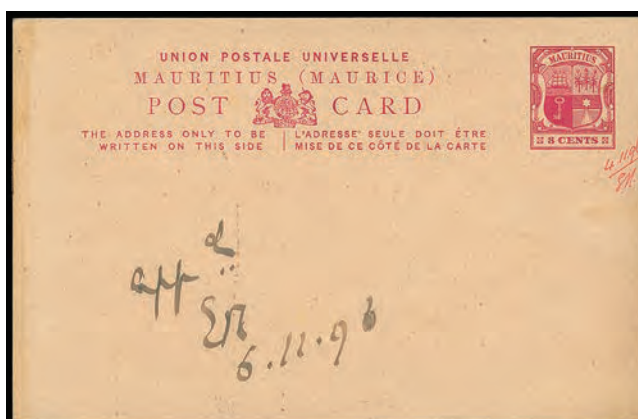 UNION POSTALE UNIVERSELLE
MAURITIUS (MAURICE)
POST CARD
THE ADDRESS ONLY TO BE
WRITTEN ON THIS SIDE
L'ADRESSE SEULE DOIT ÊTRE
MISE DE CE CÔTÉ DE LA CARTE
MAURITIUS
8 CENTS
appd
6.11.96